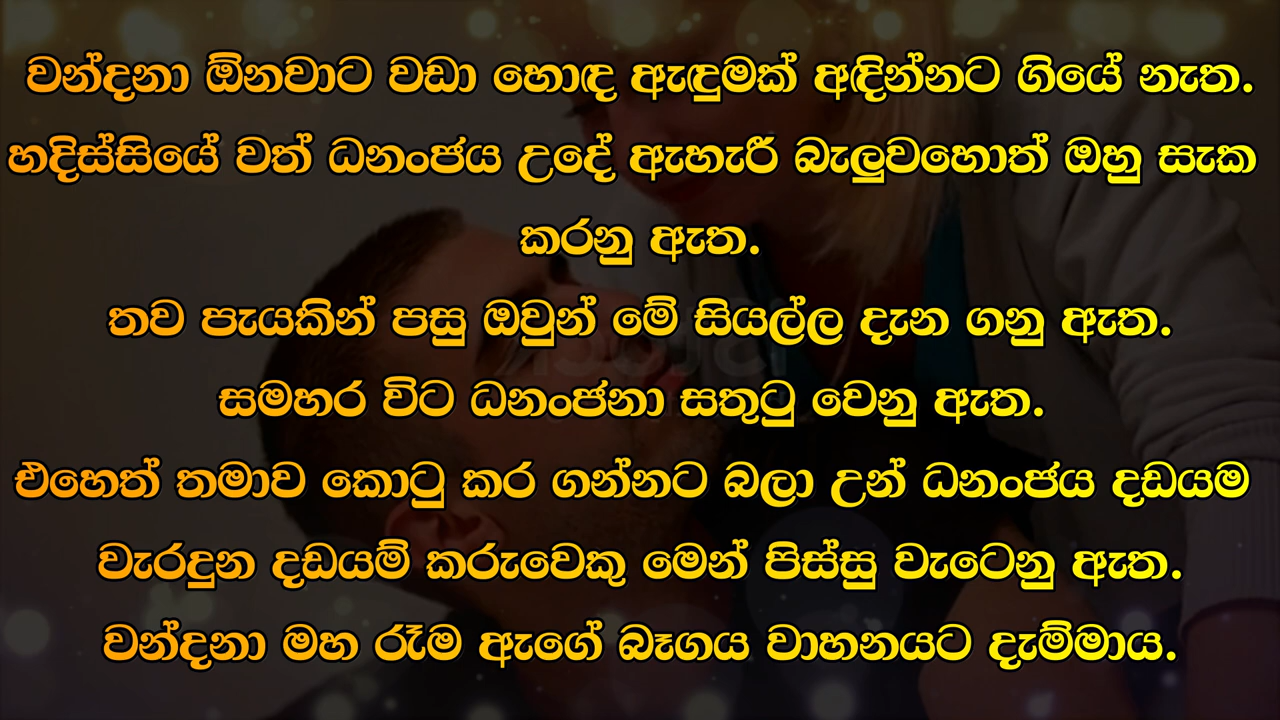 වන්දනා ඕනවාට වඩා හොඳ ඇඳුමක් අඳින්නට ගියේ නැත.
හදිස්සියේ වත් ධනංජය උදේ ඇහැරී බැලුවහොත් ඔහු සැක
කරනු ඇත.
තව පැයකින් පසු ඔවුන් මේ සියල්ල දැන ගනු ඇත.
සමහර විට ධනංජනා සතුටු වෙනු ඇත.
එහෙත් තමාව කොටු කර ගන්නට බලා උන් ධනංජය දඩයම
වැරදුන දඩයම් කරුවෙකු මෙන් පිස්සු වැටෙනු ඇත.
වන්දනා මහ රෑම ඇගේ බෑගය වාහනයට දැම්මාය.